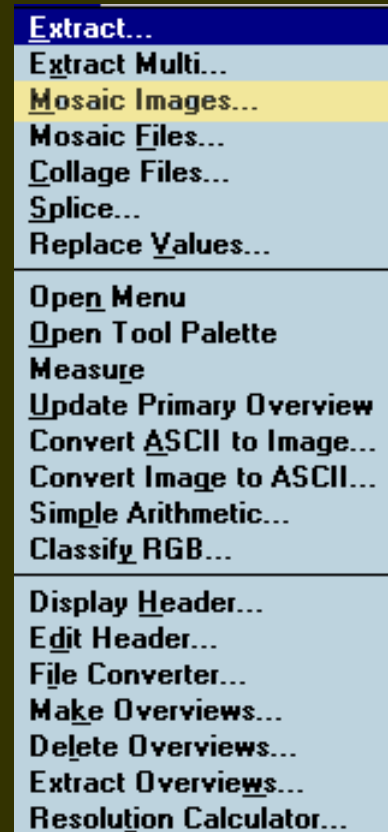 Extract...
Extract Multi...
Mosaic Images...
Mosaic Files...
Collage Files...
Splice...
Replace Values...
Open Menu
Open Tool Palette
Measure
Update Primary Overview
Convert ASCII to Image...
Convert Image to ASCII...
Simple Arithmetic...
Classify RGB...
Display Header...
Edit Header...
File Converter...
Make Overviews...
Delete Overviews...
Extract Overviews...
Resolution Calculator...